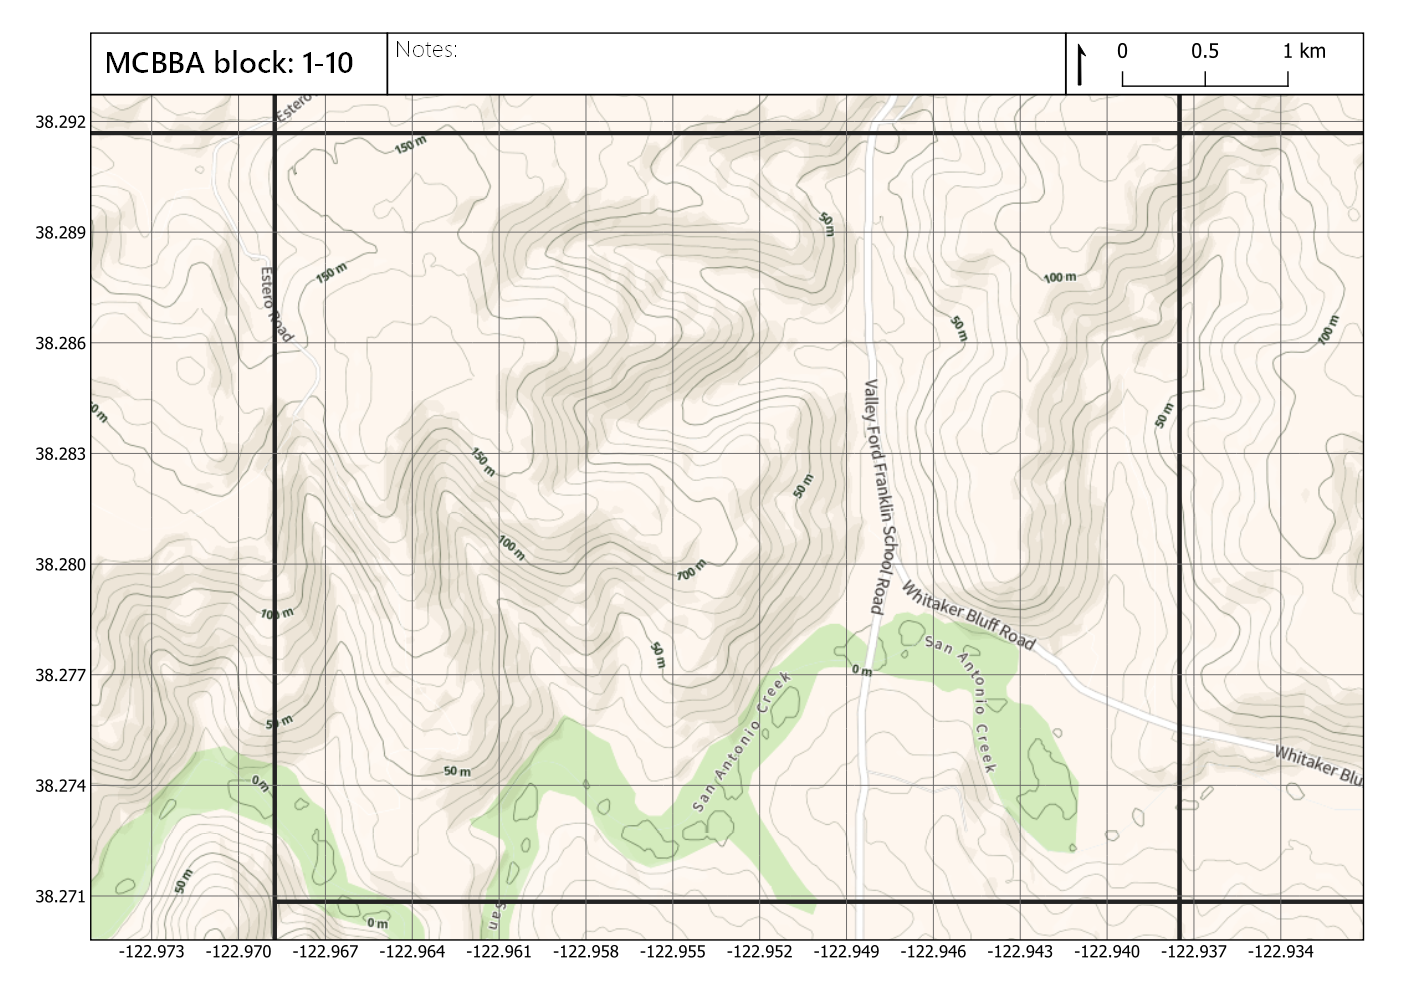 MCBBA block: 1-10
Notes:
0 0.5 1 km
38.292
38.289
38.286
38.283
38.280
38.277
38.274
38.271
Estero
150 m
50 m
150 m
Estero Road
100 m
50 m
100 m
0 m
Valley Ford Franklin School Road
50 m
150 m
50 m
100 m
100 m
100 m
Whitaker Bluff Road
50 m
San Antonio Creek
0 m
San Antonio Creek
50 m
Whitaker Blu
50 m
0 m
50 m
San
0 m
-122.973 -122.970 -122.967 -122.964 -122.961 -122.958 -122.955 -122.952 -122.949 -122.946 -122.943 -122.940 -122.937 -122.934